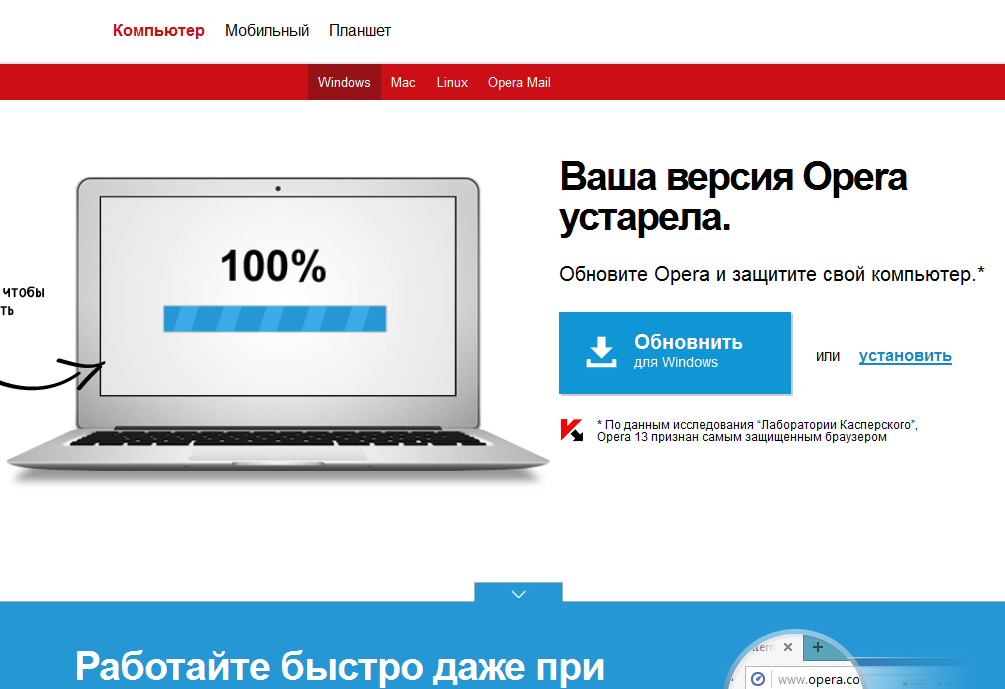 Компьютер Мобильный Планшет
Windows Mac Linux Opera Mail
Ваша версия Opera
устарела.
Обновите Opera и защитите свой компьютер.*
100%
чтобы
ть
Обновнить
для Windows
или установить
* По данным исследования “Лаборатории Касперского”,
Opera 13 признан самым защищенным браузером
Работайте быстро даже при
tern
www.opera.co